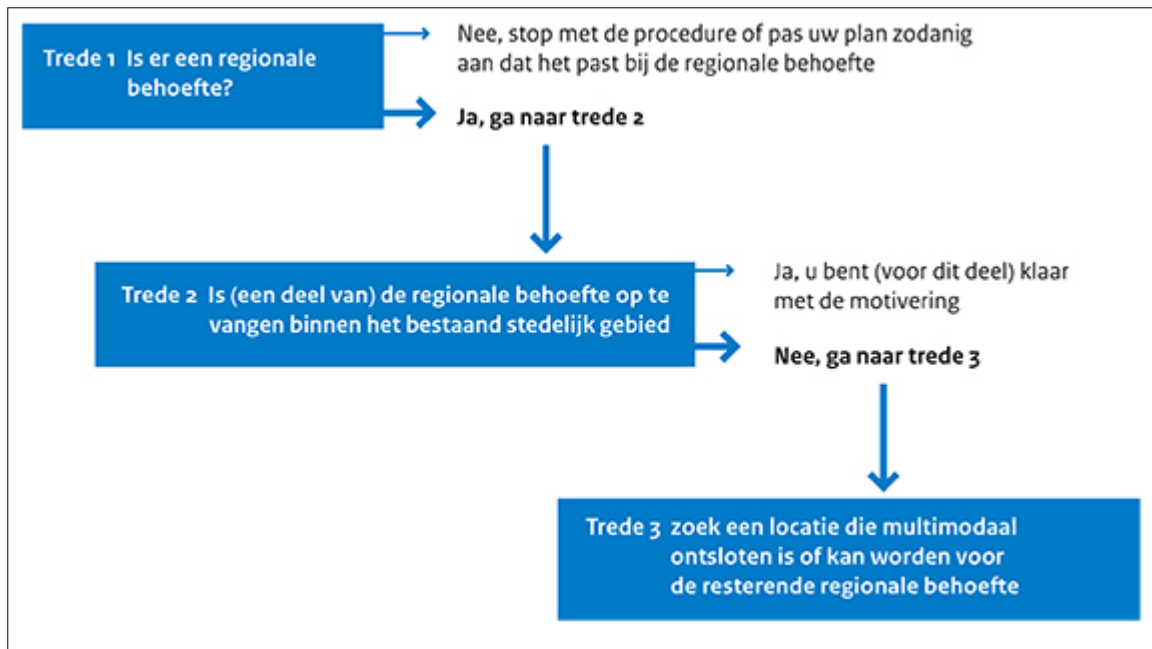 Trede 1 Is er een regionale
behoefte?
Nee, stop met de procedure of pas uw plan zodanig
aan dat het past bij de regionale behoefte
Ja, ga naar trede 2
Trede 2 Is (een deel van) de regionale behoefte op te
vangen binnen het bestaand stedelijk gebied
Ja, u bent (voor dit deel) klaar
met de motivering
Nee, ga naar trede 3
Trede 3 zoek een locatie die multimodaal
ontsloten is of kan worden voor
de resterende regionale behoefte